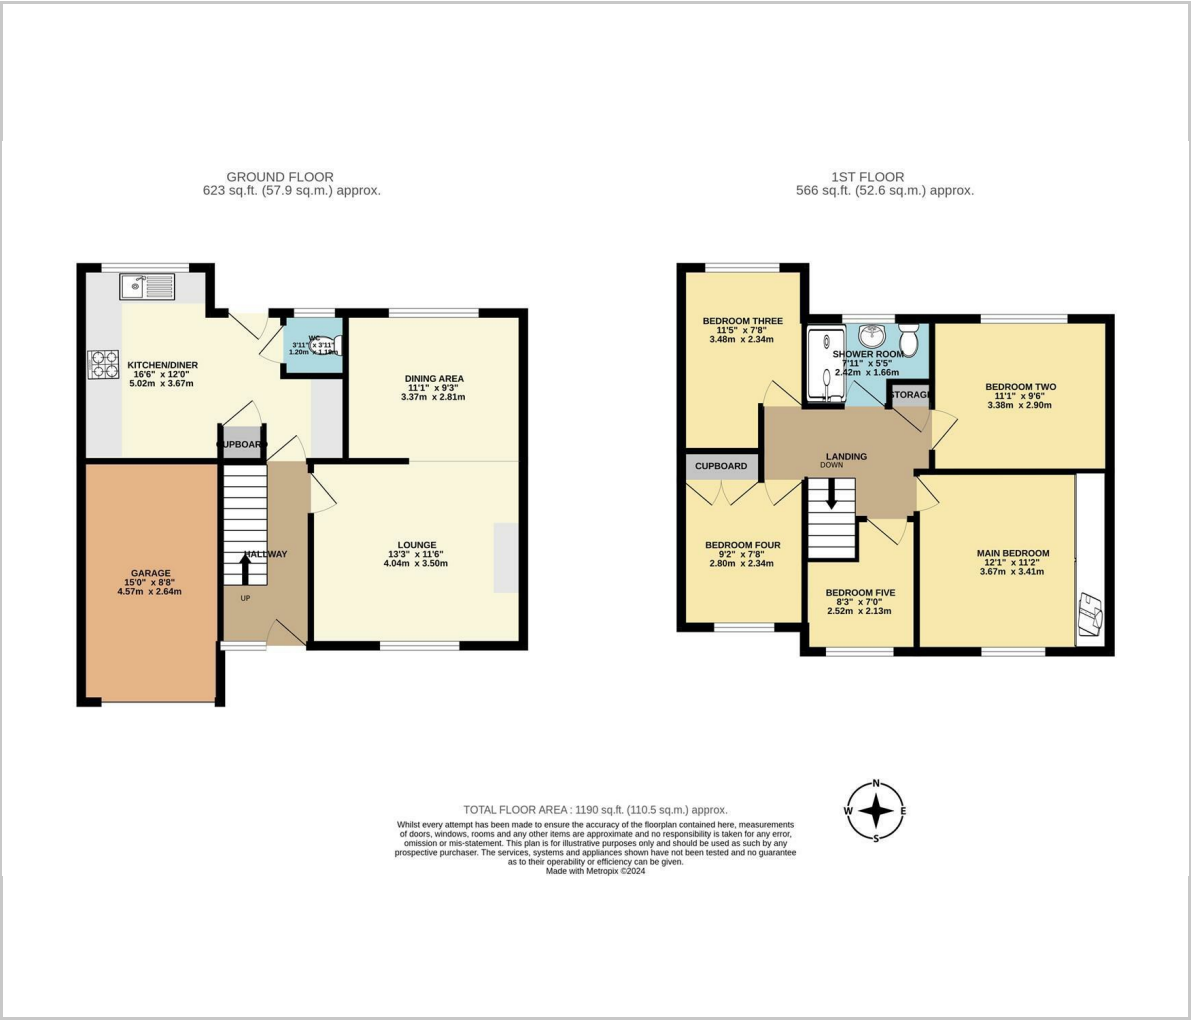 GROUND FLOOR
623 sq.ft. (57.9 sq.m.) approx.
1ST FLOOR
566 sq.ft. (52.6 sq.m.) approx.
KITCHEN/DINER
16'6" x 12'0"
5.02m x 3.67m
WC
3'11" x 3'11"
1.20m x 1.19m
DINING AREA
11'1" x 9'3"
3.37m x 2.81m
CUPBOARD
LOUNGE
13'3" x 11'6"
4.04m x 3.50m
HALLWAY
UP
GARAGE
15'0" x 8'8"
4.57m x 2.64m
BEDROOM THREE
11'5" x 7'8"
3.48m x 2.34m
SHOWER ROOM
7'11" x 5'5"
2.42m x 1.66m
STORAGE
BEDROOM TWO
11'1" x 9'6"
3.38m x 2.90m
LANDING
DOWN
CUPBOARD
BEDROOM FOUR
9'2" x 7'8"
2.80m x 2.34m
BEDROOM FIVE
8'3" x 7'0"
2.52m x 2.13m
MAIN BEDROOM
12'1" x 11'2"
3.67m x 3.41m
TOTAL FLOOR AREA : 1190 sq.ft. (110.5 sq.m.) approx.
Whilst every attempt has been made to ensure the accuracy of the floorplan contained here, measurements
of doors, windows, rooms and any other items are approximate and no responsibility is taken for any error,
omission or mis-statement. This plan is for illustrative purposes only and should be used as such by any
prospective purchaser. The services, systems and appliances shown have not been tested and no guarantee
as to their operability or efficiency can be given.
Made with Metropix ©2024
N
W E
S